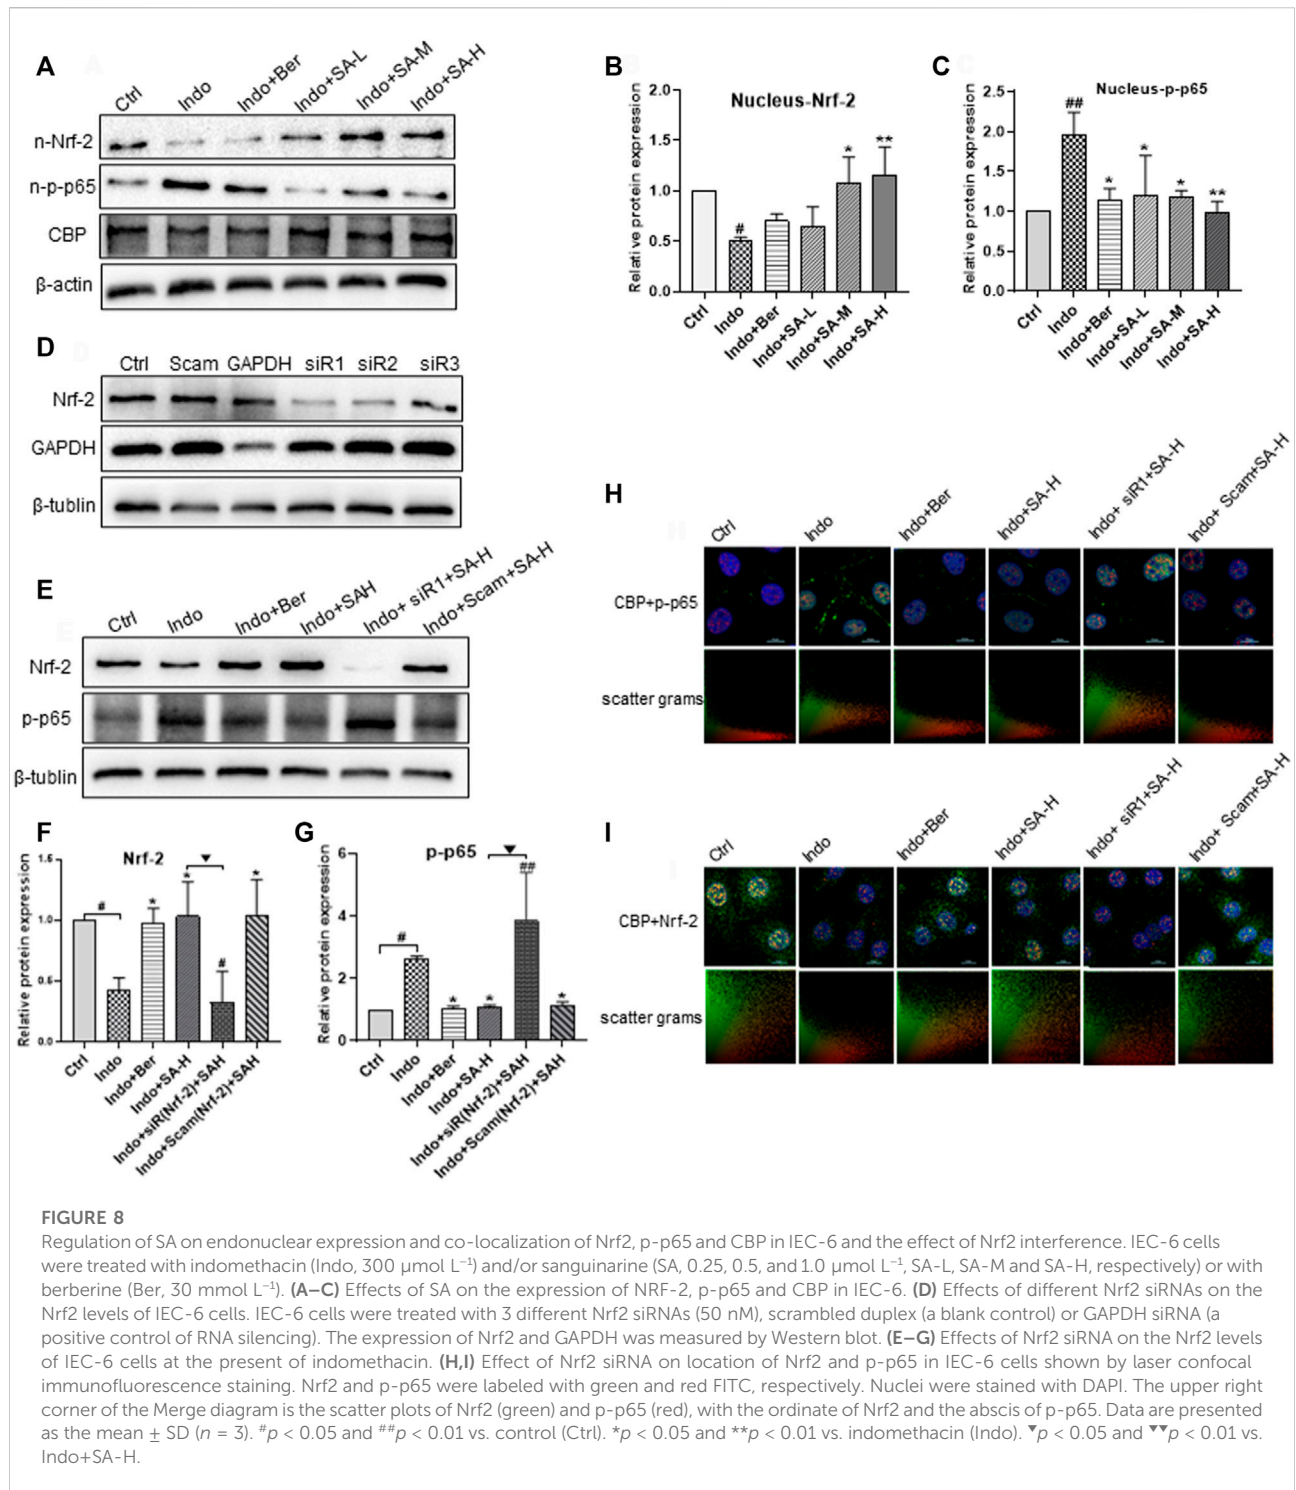 A
Ctrl
Indo
Indo+Ber
Indo+SA-L
Indo+SA-M
Indo+SA-H
n-Nrf-2
n-p-p65
CBP
β-actin
B
Nucleus-Nrf-2
Relative protein expression
2.0
1.5
1.0
0.5
0.0
#
*
**
Ctrl
Indo
Indo+Ber
Indo+SA-L
Indo+SA-M
Indo+SA-H
C
Nucleus-p-p65
Relative protein expression
2.5
2.0
1.5
1.0
0.5
0.0
##
*
*
*
**
Ctrl
Indo
Indo+Ber
Indo+SA-L
Indo+SA-M
Indo+SA-H
D
Ctrl Scam GAPDH siR1 siR2 siR3
Nrf-2
GAPDH
β-tublin
E
Ctrl
Indo
Indo+Ber
Indo+SAH
Indo+ siR1+SA-H
Indo+Scam+SA-H
Nrf-2
p-p65
β-tublin
F
Nrf-2
Relative protein expression
1.5
1.0
0.5
0.0
#
*
*
▼
#
*
Ctrl
Indo
Indo+Ber
Indo+SA-H
Indo+siR(Nrf-2)+SAH
Indo+Scam(Nrf-2)+SAH
G
p-p65
Relative protein expression
6
4
2
0
#
*
*
▼
##
*
Ctrl
Indo
Indo+Ber
Indo+SA-H
Indo+siR(Nrf-2)+SAH
Indo+Scam(Nrf-2)+SAH
H
Ctrl
Indo
Indo+Ber
Indo+SA-H
Indo+ siR1+SA-H
Indo+ Scam+SA-H
CBP+p-p65
scatter grams
I
Ctrl
Indo
Indo+Ber
Indo+SA-H
Indo+ siR1+SA-H
Indo+ Scam+SA-H
CBP+Nrf-2
scatter grams
FIGURE 8
Regulation of SA on endonuclear expression and co-localization of Nrf2, p-p65 and CBP in IEC-6 and the effect of Nrf2 interference. IEC-6 cells
were treated with indomethacin (Indo, 300 μmol L⁻¹) and/or sanguinarine (SA, 0.25, 0.5, and 1.0 μmol L⁻¹, SA-L, SA-M and SA-H, respectively) or with
berberine (Ber, 30 mmol L⁻¹). (A–C) Effects of SA on the expression of NRF-2, p-p65 and CBP in IEC-6. (D) Effects of different Nrf2 siRNAs on the
Nrf2 levels of IEC-6 cells. IEC-6 cells were treated with 3 different Nrf2 siRNAs (50 nM), scrambled duplex (a blank control) or GAPDH siRNA (a
positive control of RNA silencing). The expression of Nrf2 and GAPDH was measured by Western blot. (E–G) Effects of Nrf2 siRNA on the Nrf2 levels
of IEC-6 cells at the present of indomethacin. (H,I) Effect of Nrf2 siRNA on location of Nrf2 and p-p65 in IEC-6 cells shown by laser confocal
immunofluorescence staining. Nrf2 and p-p65 were labeled with green and red FITC, respectively. Nuclei were stained with DAPI. The upper right
corner of the Merge diagram is the scatter plots of Nrf2 (green) and p-p65 (red), with the ordinate of Nrf2 and the abscis of p-p65. Data are presented
as the mean ± SD (n = 3). #p < 0.05 and ##p < 0.01 vs. control (Ctrl). *p < 0.05 and **p < 0.01 vs. indomethacin (Indo). ▼p < 0.05 and ▼▼p < 0.01 vs.
Indo+SA-H.